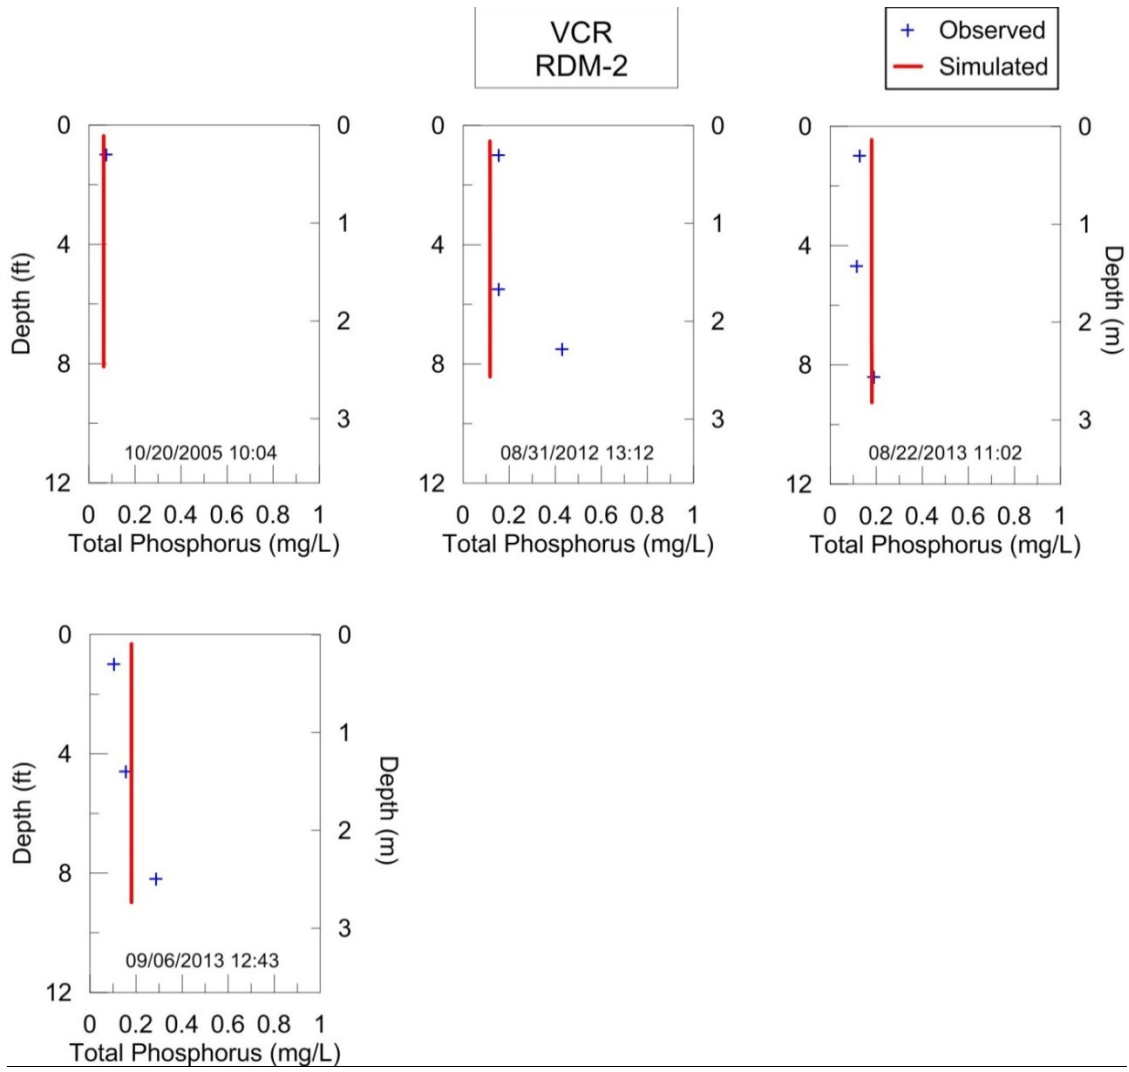 VCR
RDM-2
Observed
Simulated
0
4
8
12
Depth (ft)
0
1
2
3
10/20/2005 10:04
0 0.2 0.4 0.6 0.8 1
Total Phosphorus (mg/L)
0
1
2
3
08/31/2012 13:12
0 0.2 0.4 0.6 0.8 1
Total Phosphorus (mg/L)
0
4
8
12
0
1
2
3
Depth (m)
08/22/2013 11:02
0 0.2 0.4 0.6 0.8 1
Total Phosphorus (mg/L)
0
4
8
12
0
4
8
12
Depth (ft)
0
1
2
3
Depth (m)
09/06/2013 12:43
0 0.2 0.4 0.6 0.8 1
Total Phosphorus (mg/L)